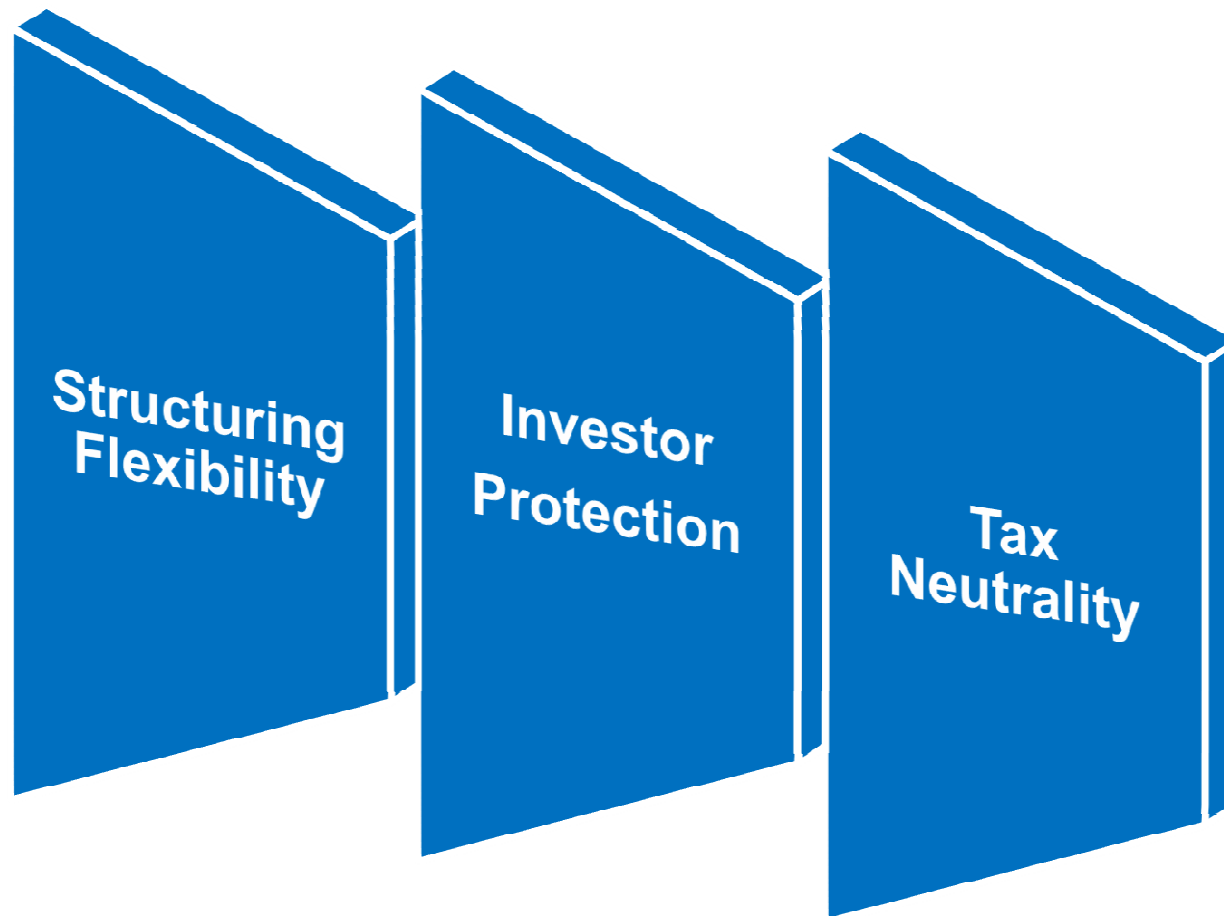 Structuring
Flexibility
Investor
Protection
Tax
Neutrality